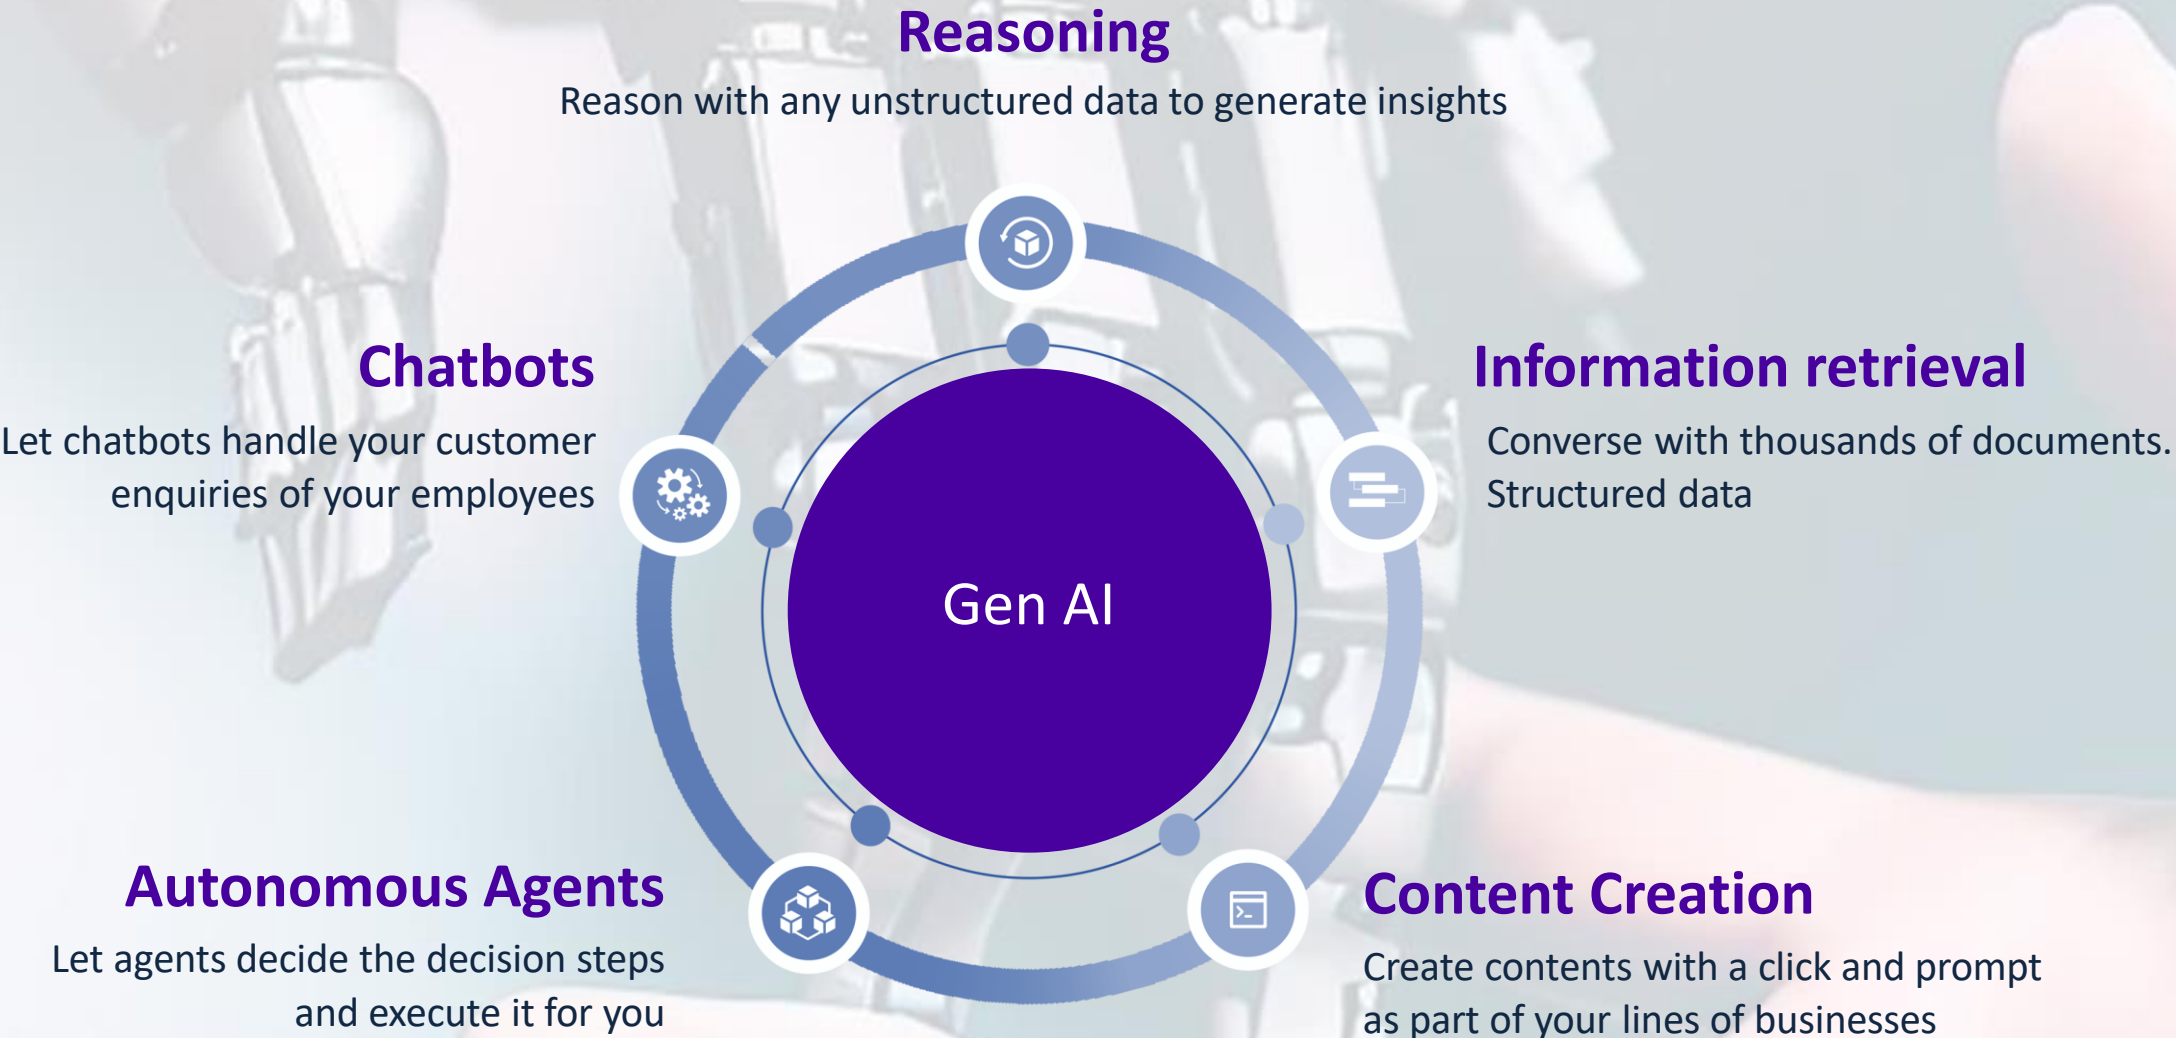 Reasoning
Reason with any unstructured data to generate insights
Chatbots
Let chatbots handle your customer
enquiries of your employees
Information retrieval
Converse with thousands of documents.
Structured data
Gen AI
Autonomous Agents
Let agents decide the decision steps
and execute it for you
Content Creation
Create contents with a click and prompt
as part of your lines of businesses